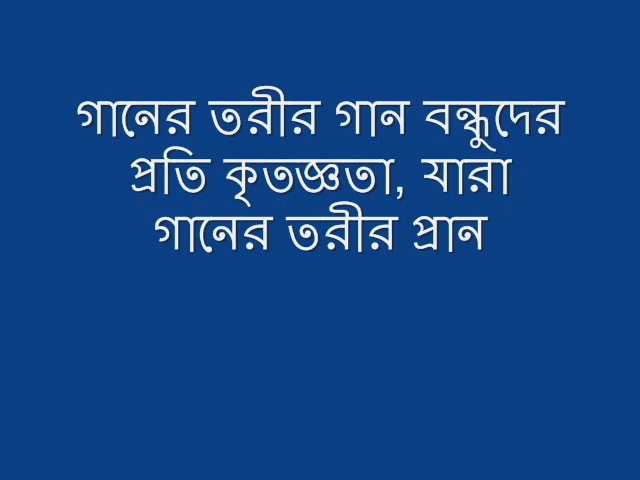 গানের তরীর গান বন্ধুদের
প্রতি কৃতজ্ঞতা, যারা
গানের তরীর প্রান